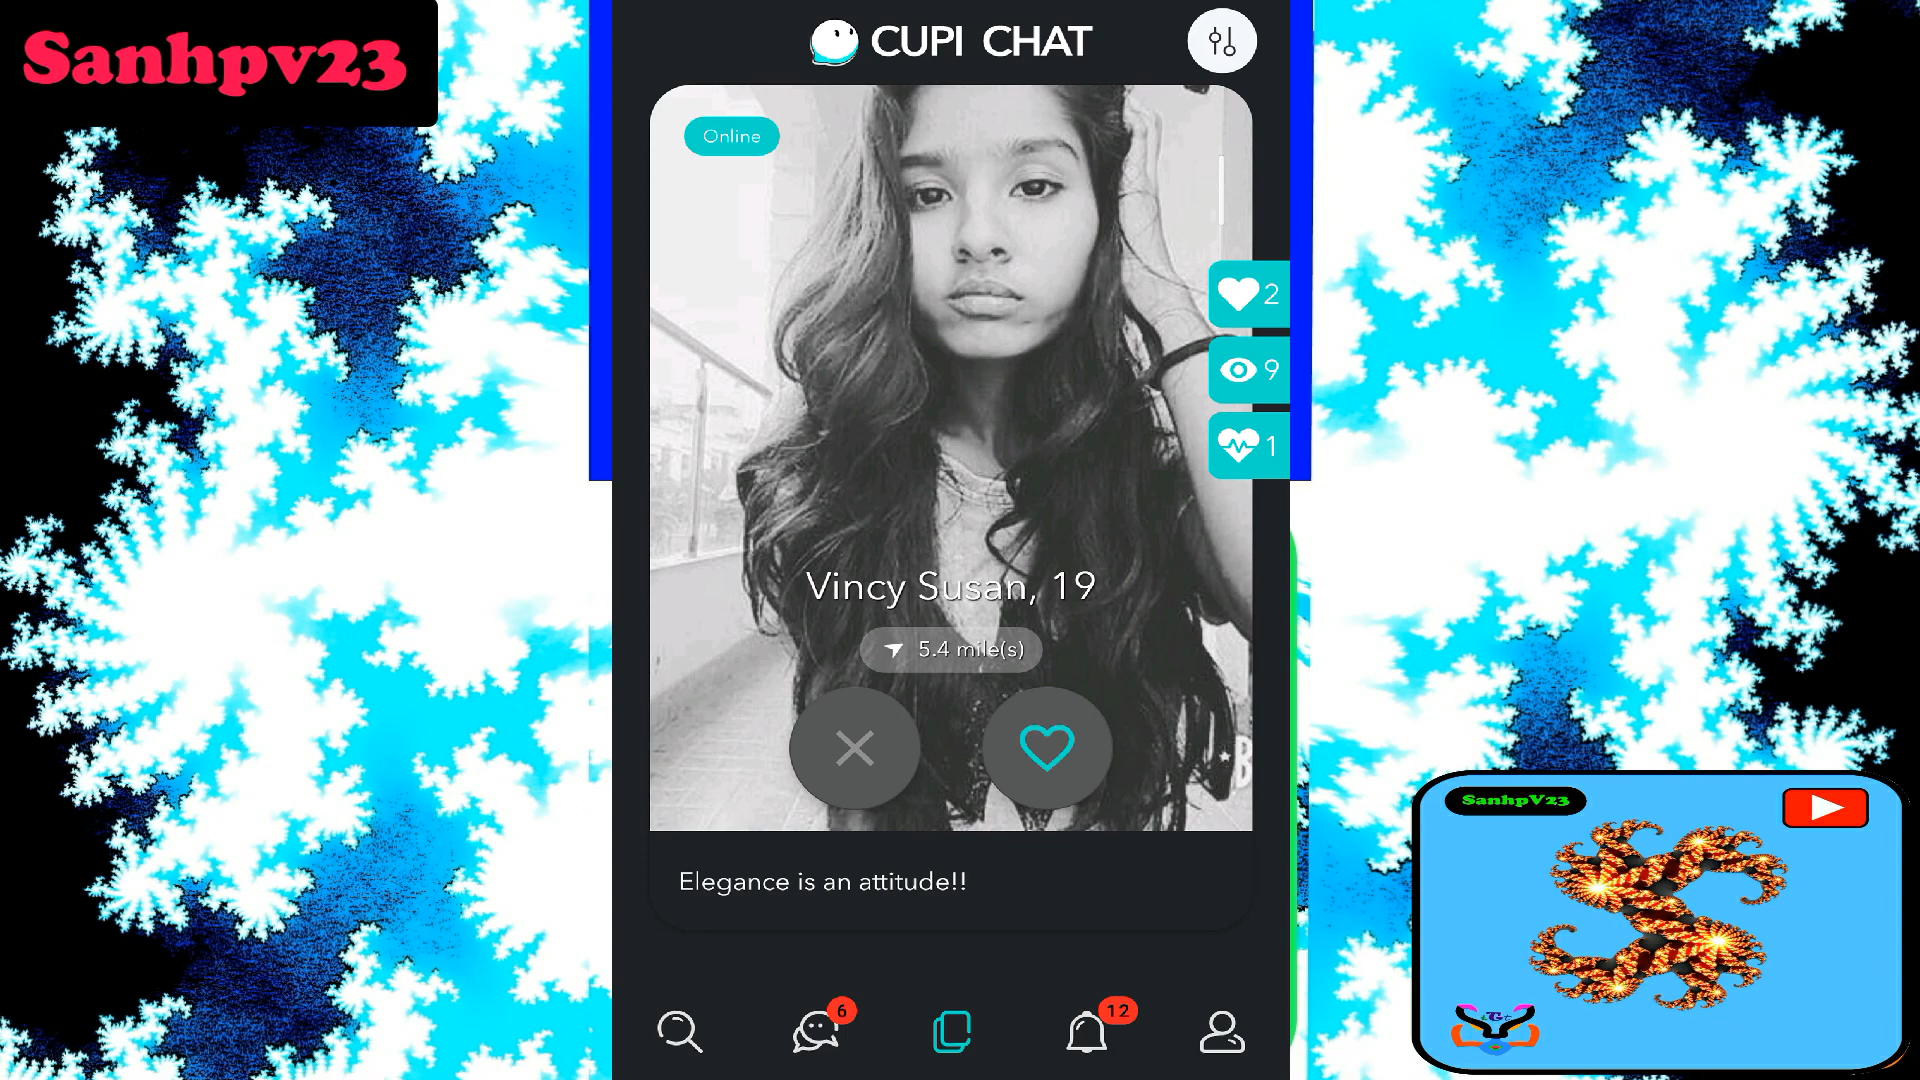 Sanhpv23
CUPI CHAT
Online
2
9
1
Vincy Susan, 19
5.4 mile(s)
Elegance is an attitude!!
6
12
SanhpV23